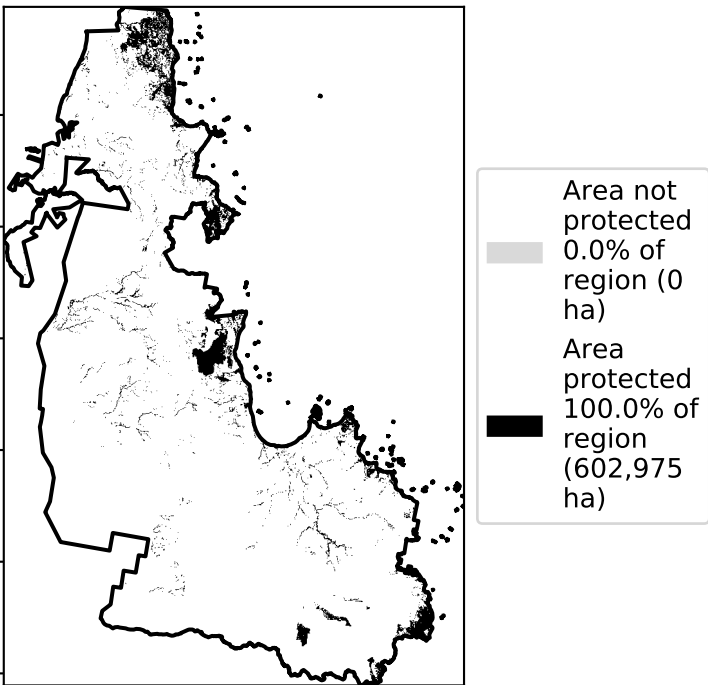 Area not
protected
0.0% of
region (0
ha)
Area
protected
100.0% of
region
(602,975
ha)